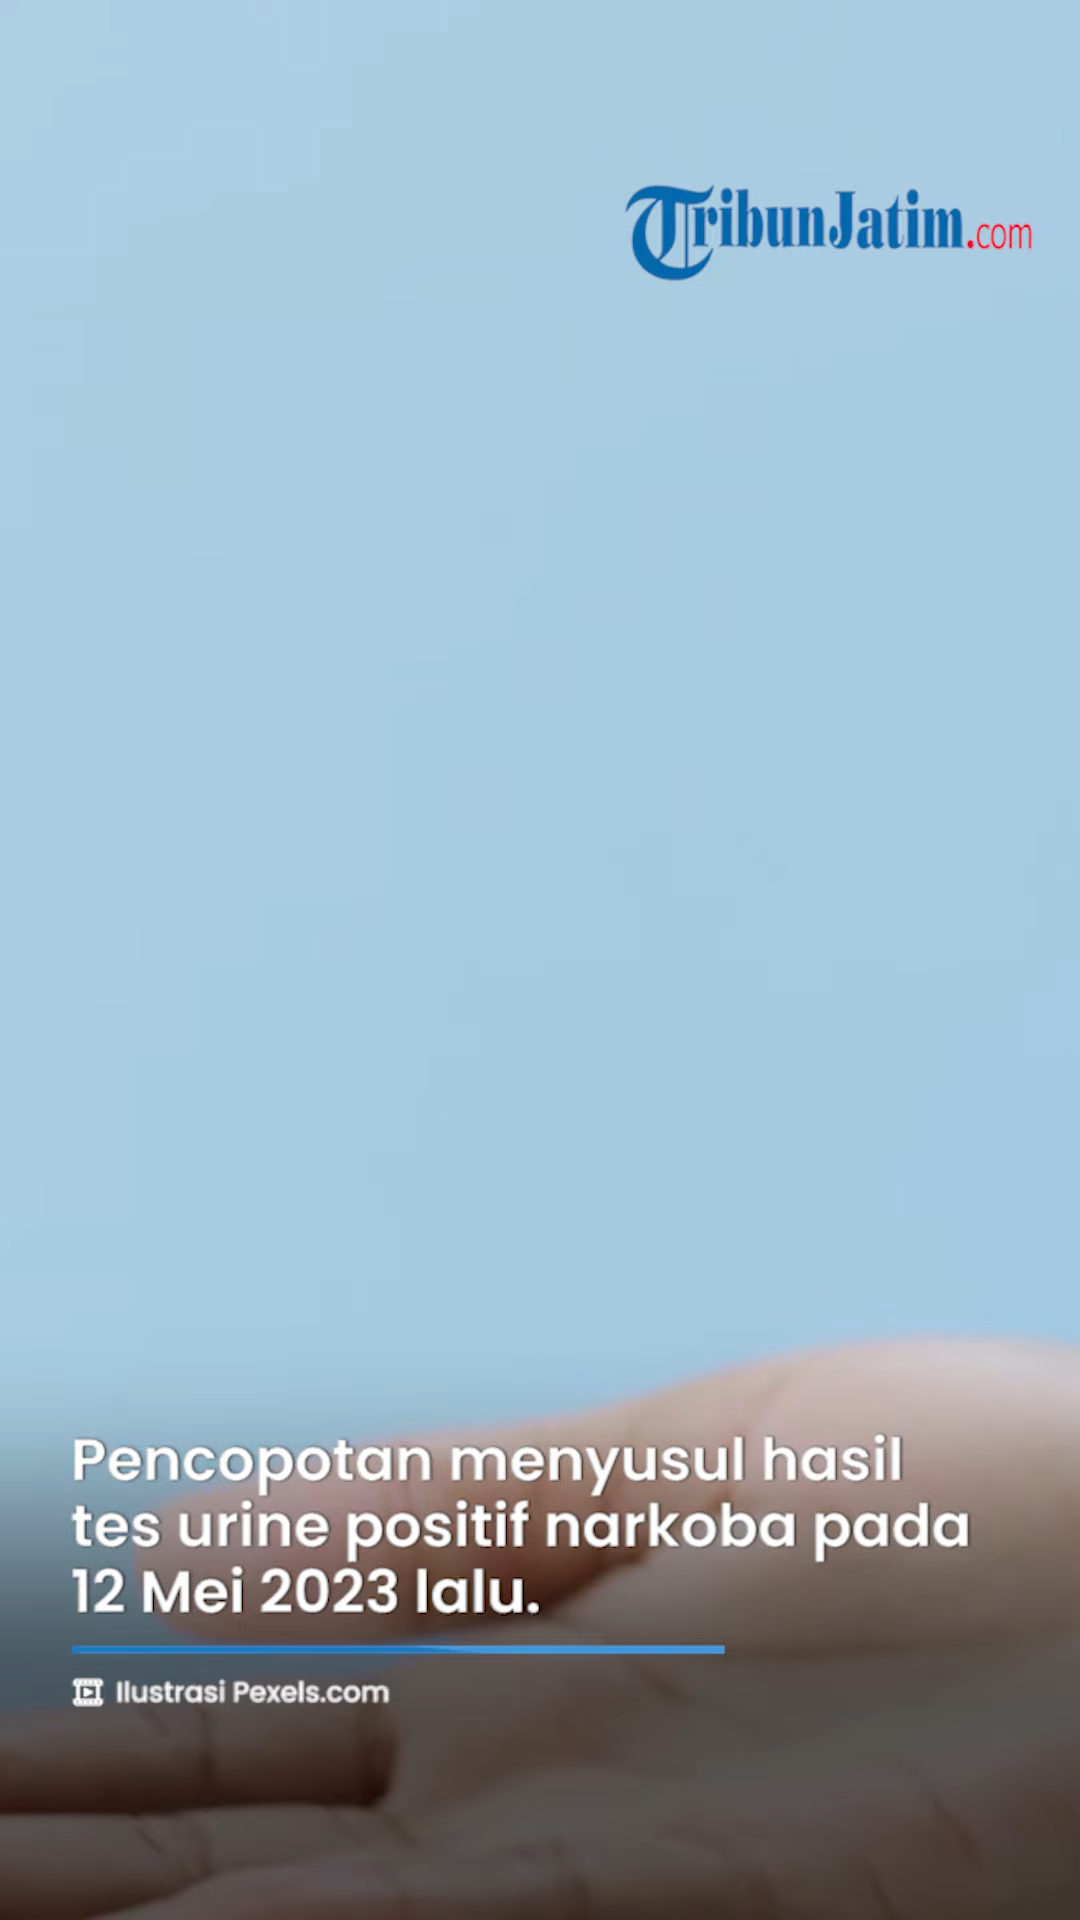 TribunJatim.com
Pencopotan menyusul hasil
tes urine positif narkoba pada
12 Mei 2023 lalu.
Ilustrasi Pexels.com